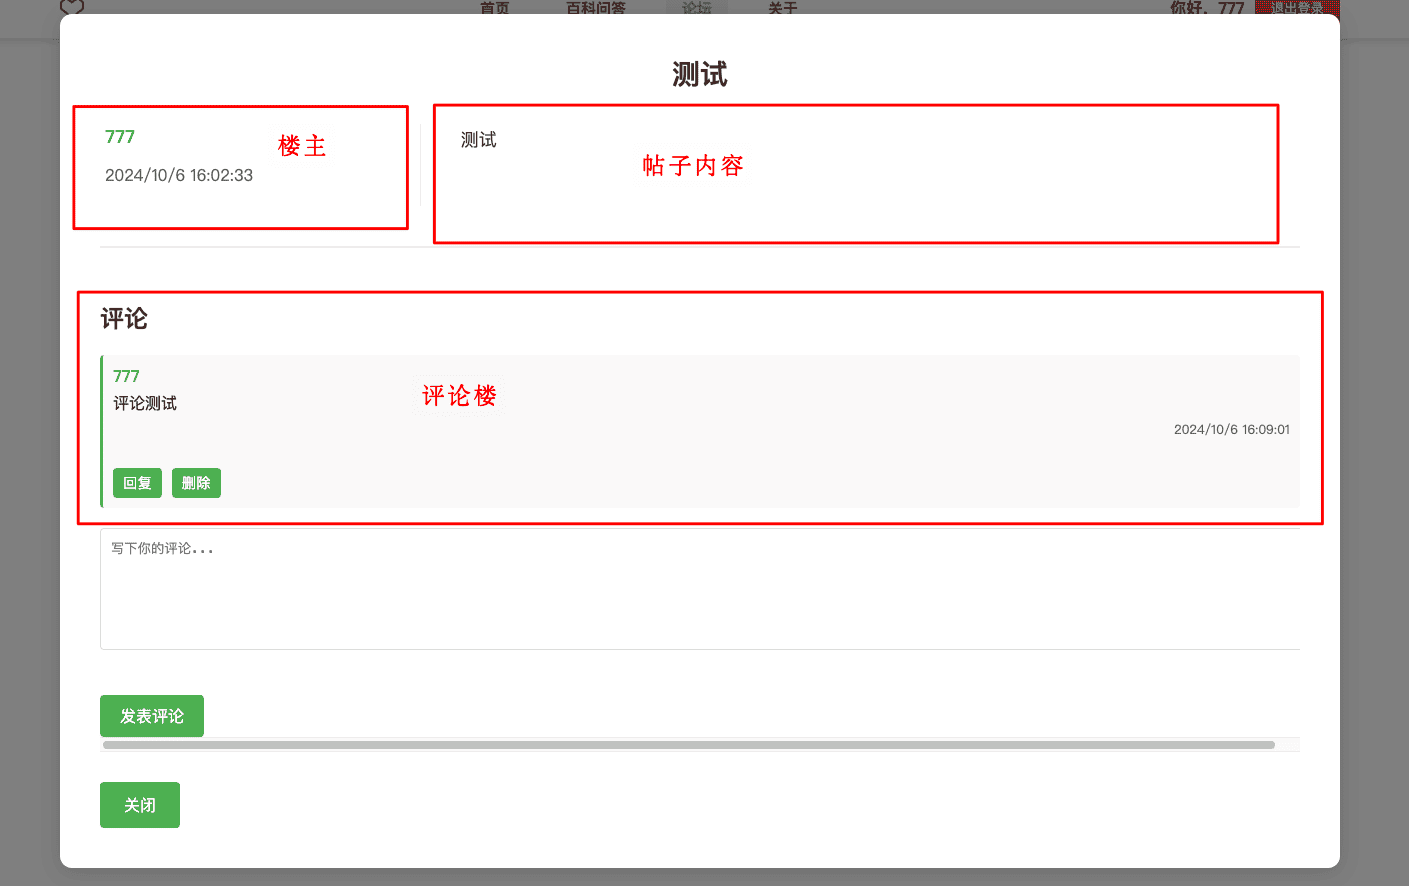 首页 百科问答 论坛 关于 你好，777 退出登录
测试
777
楼主
2024/10/6 16:02:33
测试
帖子内容
评论
777
评论测试
评论楼
2024/10/6 16:09:01
回复 删除
写下你的评论...
发表评论
关闭